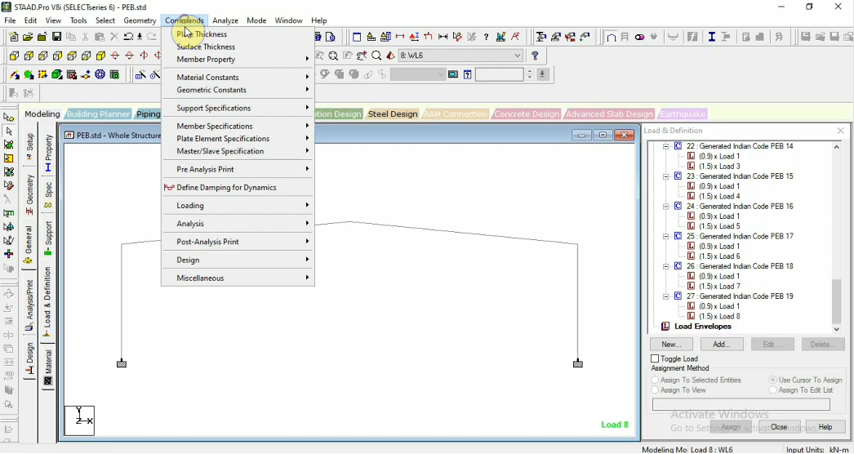 STAAD.Pro V8i (SELECTseries 6) - PEB.std
File Edit View Tools Select Geometry Commands Analyze Mode Window Help
8: WL6
Modeling Building Planner Piping Steel Design RAM Connection Concrete Design Advanced Slab Design Earthquake
Plate Thickness
Surface Thickness
Member Property
Material Constants
Geometric Constants
Support Specifications
Member Specifications
Plate Element Specifications
Master/Slave Specification
Pre Analysis Print
Define Damping for Dynamics
Loading
Analysis
Post-Analysis Print
Design
Miscellaneous
Setup
Geometry
General
Analysis/Print
Design
Property
Spec
Support
Load & Definition
Material
PEB.std - Whole Structure
Load 8
Y
Z X
Load & Definition
22 : Generated Indian Code PEB 14
(0.9) x Load 1
(1.5) x Load 3
23 : Generated Indian Code PEB 15
(0.9) x Load 1
(1.5) x Load 4
24 : Generated Indian Code PEB 16
(0.9) x Load 1
(1.5) x Load 5
25 : Generated Indian Code PEB 17
(0.9) x Load 1
(1.5) x Load 6
26 : Generated Indian Code PEB 18
(0.9) x Load 1
(1.5) x Load 7
27 : Generated Indian Code PEB 19
(0.9) x Load 1
(1.5) x Load 8
Load Envelopes
New... Add... Edit... Delete...
Toggle Load
Assignment Method
Assign To Selected Entities Use Cursor To Assign
Assign To View Assign To Edit List
Activate Windows
Assign Close Help
Modeling Mo Load 8 : WL6 Input Units: kN-m